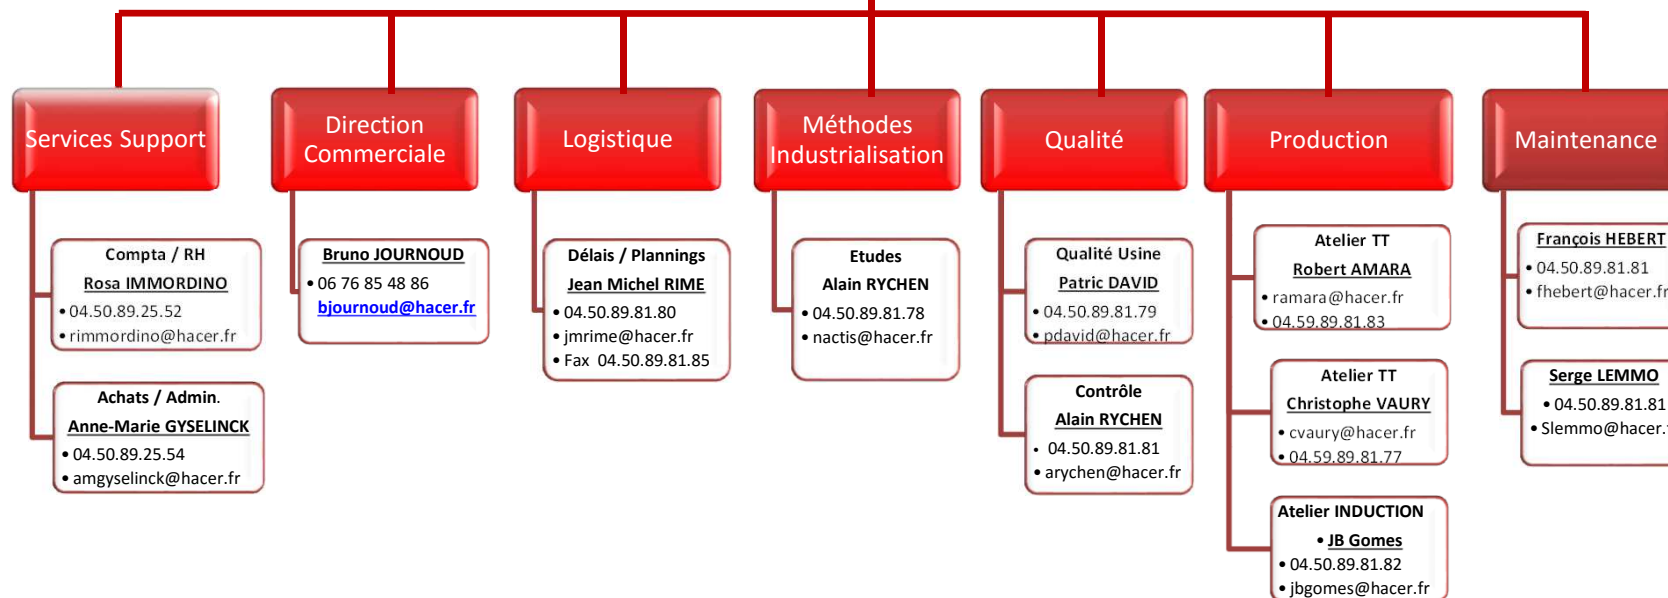 Services Support
Direction
Commerciale
Logistique
Méthodes
Industrialisation
Qualité
Production
Maintenance
Compta / RH
Rosa IMMORDINO
• 04.50.89.25.52
• rimmordino@hacer.fr
Achats / Admin.
Anne-Marie GYSELINCK
• 04.50.89.25.54
• amgyselinck@hacer.fr
Bruno JOURNOUD
• 06 76 85 48 86
bjournoud@hacer.fr
Délais / Plannings
Jean Michel RIME
• 04.50.89.81.80
• jmrime@hacer.fr
• Fax 04.50.89.81.85
Etudes
Alain RYCHEN
• 04.50.89.81.78
• nactis@hacer.fr
Qualité Usine
Patric DAVID
• 04.50.89.81.79
• pdavid@hacer.fr
Contrôle
Alain RYCHEN
• 04.50.89.81.81
• arychen@hacer.fr
Atelier TT
Robert AMARA
• ramara@hacer.fr
• 04.59.89.81.83
Atelier TT
Christophe VAURY
• cvaury@hacer.fr
• 04.59.89.81.77
Atelier INDUCTION
• JB Gomes
• 04.50.89.81.82
• jbgomes@hacer.fr
François HEBERT
• 04.50.89.81.81
• fhebert@hacer.fr
Serge LEMMO
• 04.50.89.81.81
• Slemmo@hacer.